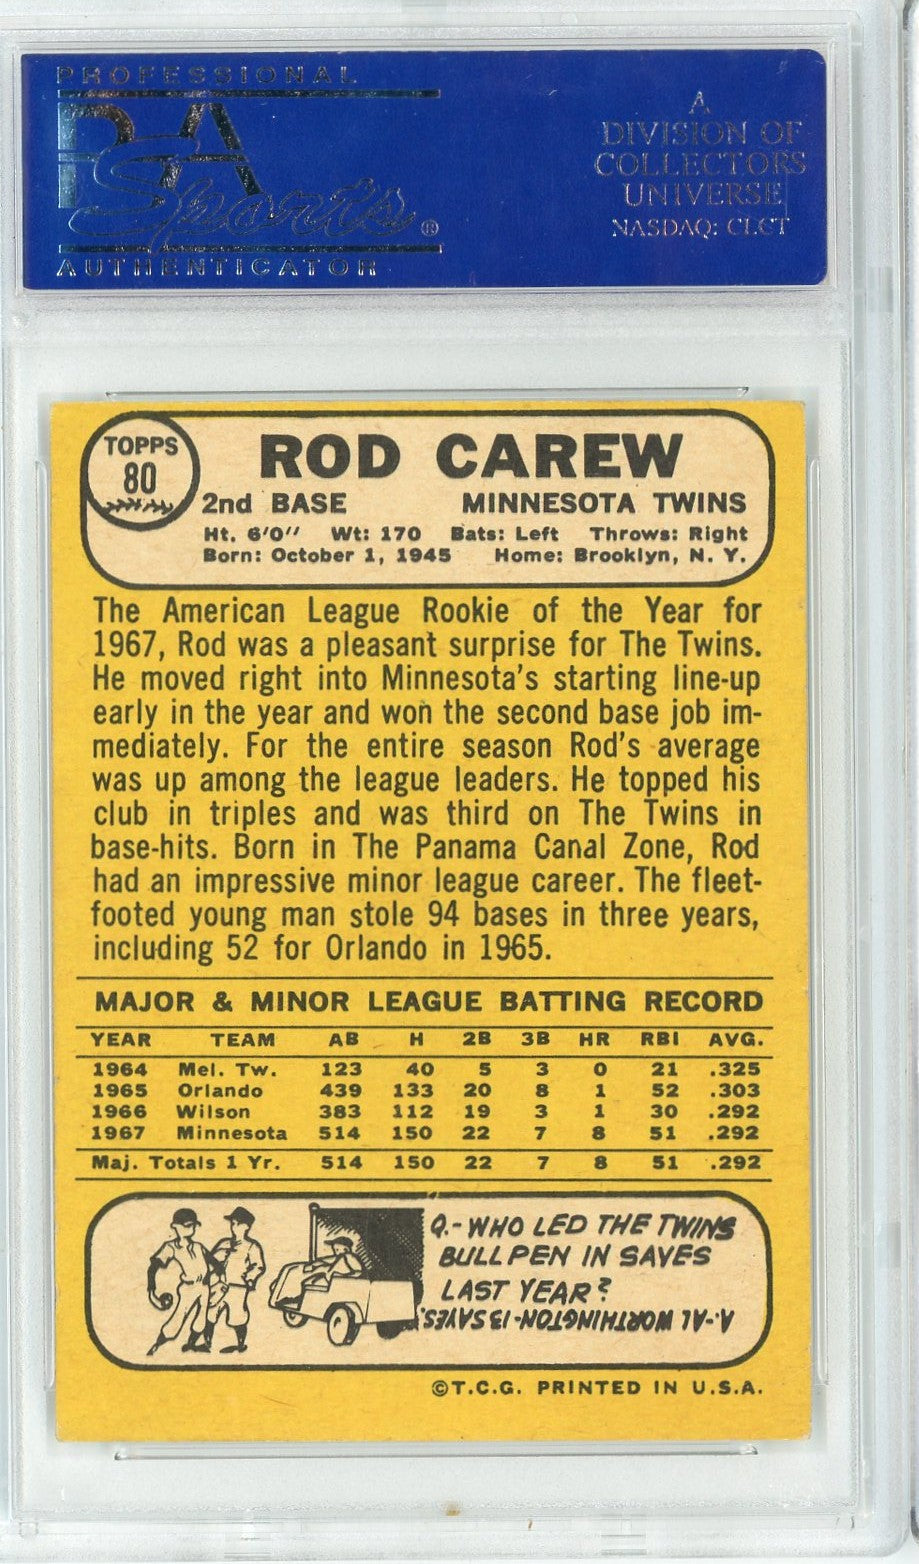 PROFESSIONAL
PSA
Sports®
AUTHENTICATOR
A
DIVISION OF
COLLECTORS
UNIVERSE
NASDAQ: CLCT
TOPPS
80
ROD CAREW
2nd BASE MINNESOTA TWINS
Ht. 6'0" Wt: 170 Bats: Left Throws: Right
Born: October 1, 1945 Home: Brooklyn, N. Y.
The American League Rookie of the Year for
1967, Rod was a pleasant surprise for The Twins.
He moved right into Minnesota's starting line-up
early in the year and won the second base job im-
mediately. For the entire season Rod's average
was up among the league leaders. He topped his
club in triples and was third on The Twins in
base-hits. Born in The Panama Canal Zone, Rod
had an impressive minor league career. The fleet-
footed young man stole 94 bases in three years,
including 52 for Orlando in 1965.
MAJOR & MINOR LEAGUE BATTING RECORD
YEAR TEAM AB H 2B 3B HR RBI AVG.
1964 Mel. Tw. 123 40 5 3 0 21 .325
1965 Orlando 439 133 20 8 1 52 .303
1966 Wilson 383 112 19 3 1 30 .292
1967 Minnesota 514 150 22 7 8 51 .292
Maj. Totals 1 Yr. 514 150 22 7 8 51 .292
Q.-WHO LED THE TWINS
BULLPEN IN SAVES
LAST YEAR?
A.-AL WORTHINGTON-13 SAVES.
©T.C.G. PRINTED IN U.S.A.